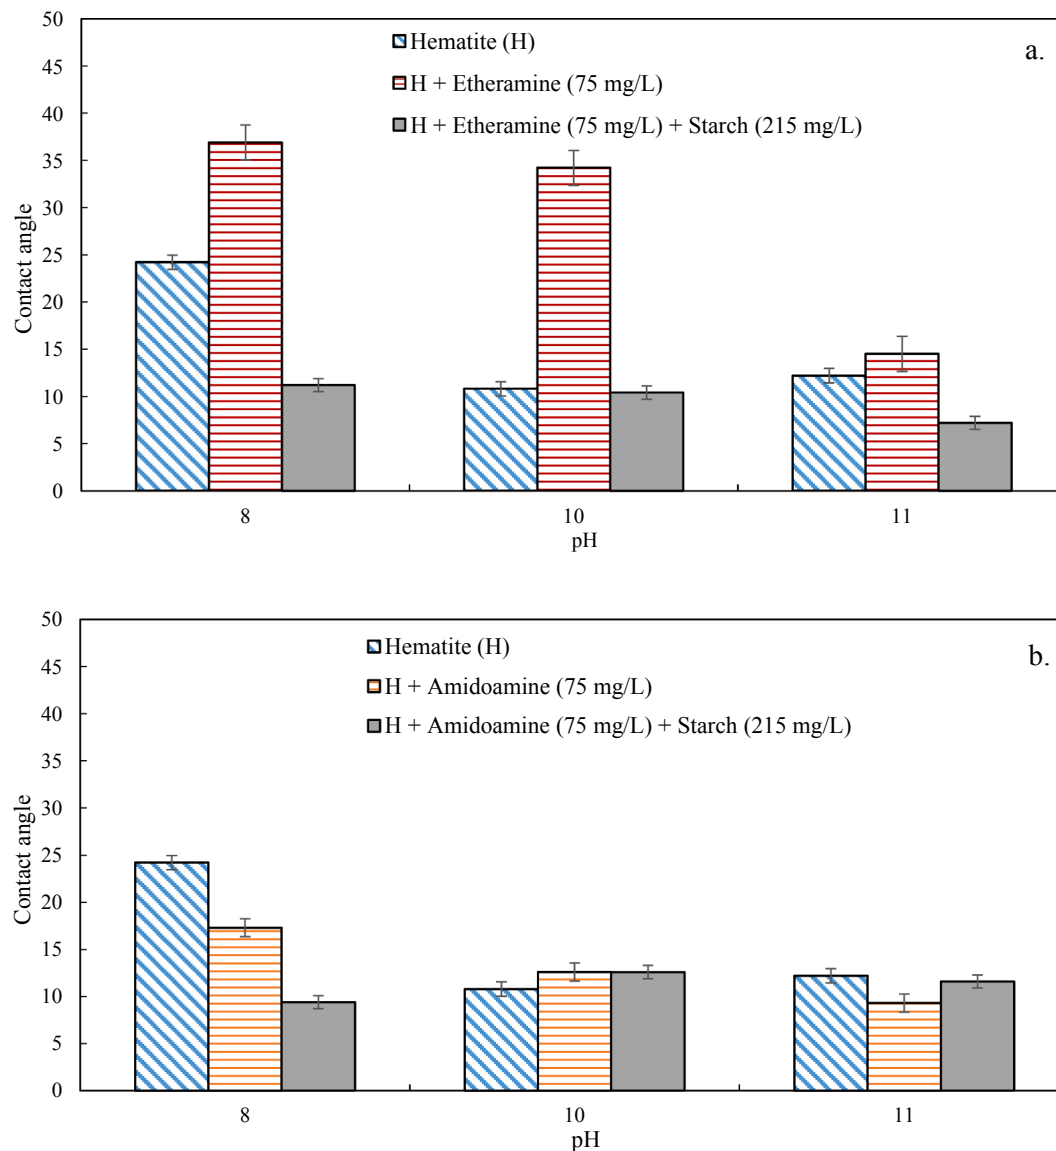 50
45
40
35
30
25
20
15
10
5
0
Contact angle
Hematite (H)
H + Etheramine (75 mg/L)
H + Etheramine (75 mg/L) + Starch (215 mg/L)
a.
8 10 11
pH
50
45
40
35
30
25
20
15
10
5
0
Contact angle
Hematite (H)
H + Amidoamine (75 mg/L)
H + Amidoamine (75 mg/L) + Starch (215 mg/L)
b.
8 10 11
pH